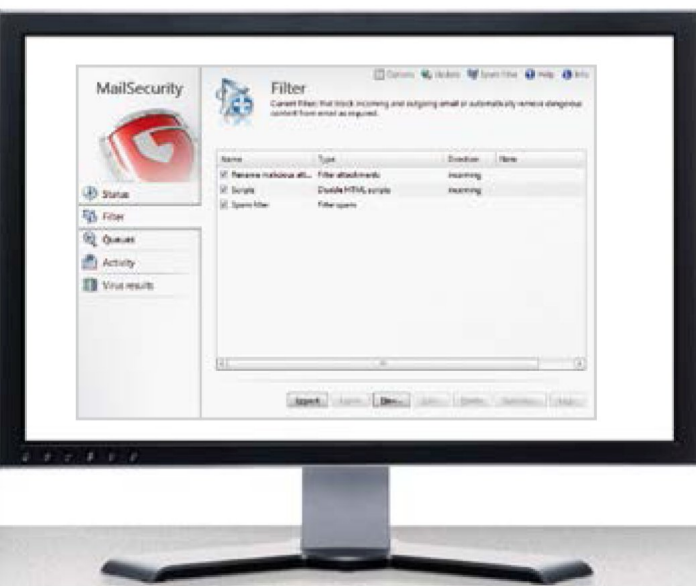 MailSecurity
Options Update Spam filter Help Info
Filter
Current filters that block incoming and outgoing email or automatically remove dangerous
content from email as required.
Name Type Direction Note
Rename malicious att... Filter attachments Incoming
Scripts Disable HTML scripts Incoming
Spam filter Filter spam
Status
Filter
Queues
Activity
Virus results
Import New...